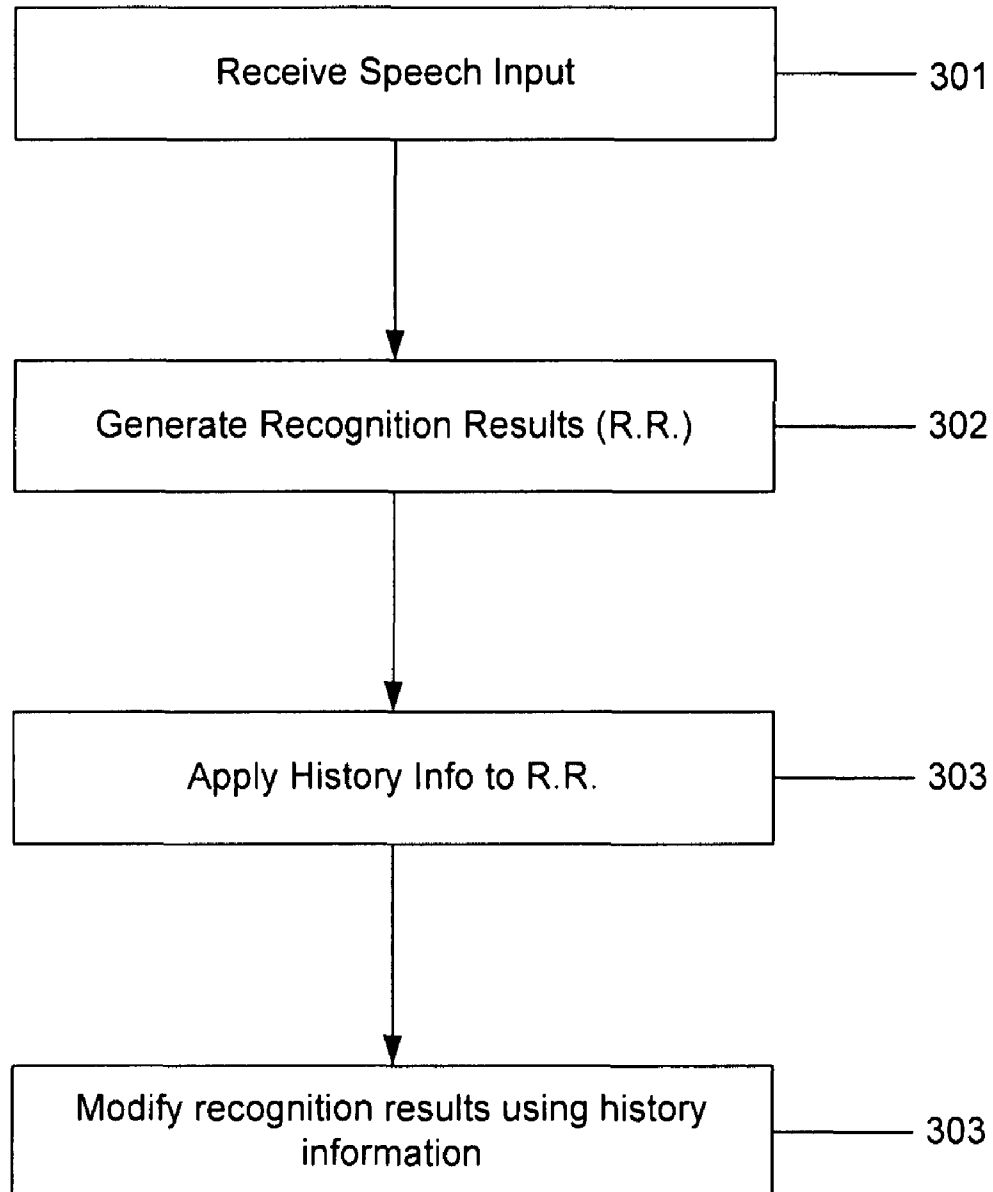 Receive Speech Input
301
Generate Recognition Results (R.R.)
302
Apply History Info to R.R.
303
Modify recognition results using history
information
303